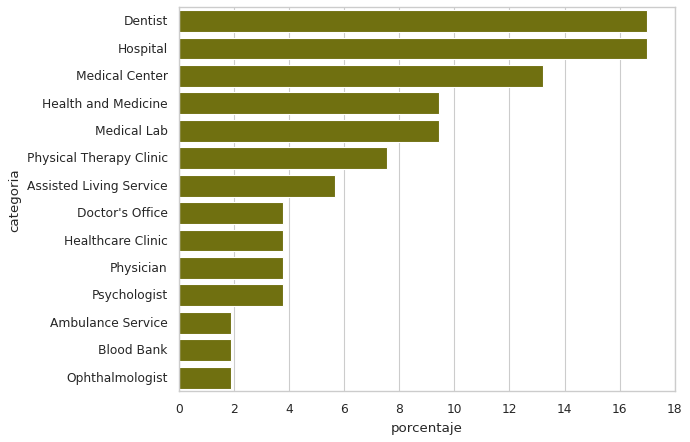 Dentist
Hospital
Medical Center
Health and Medicine
Medical Lab
Physical Therapy Clinic
Assisted Living Service
Doctor's Office
Healthcare Clinic
Physician
Psychologist
Ambulance Service
Blood Bank
Ophthalmologist
categoria
0 2 4 6 8 10 12 14 16 18
porcentaje